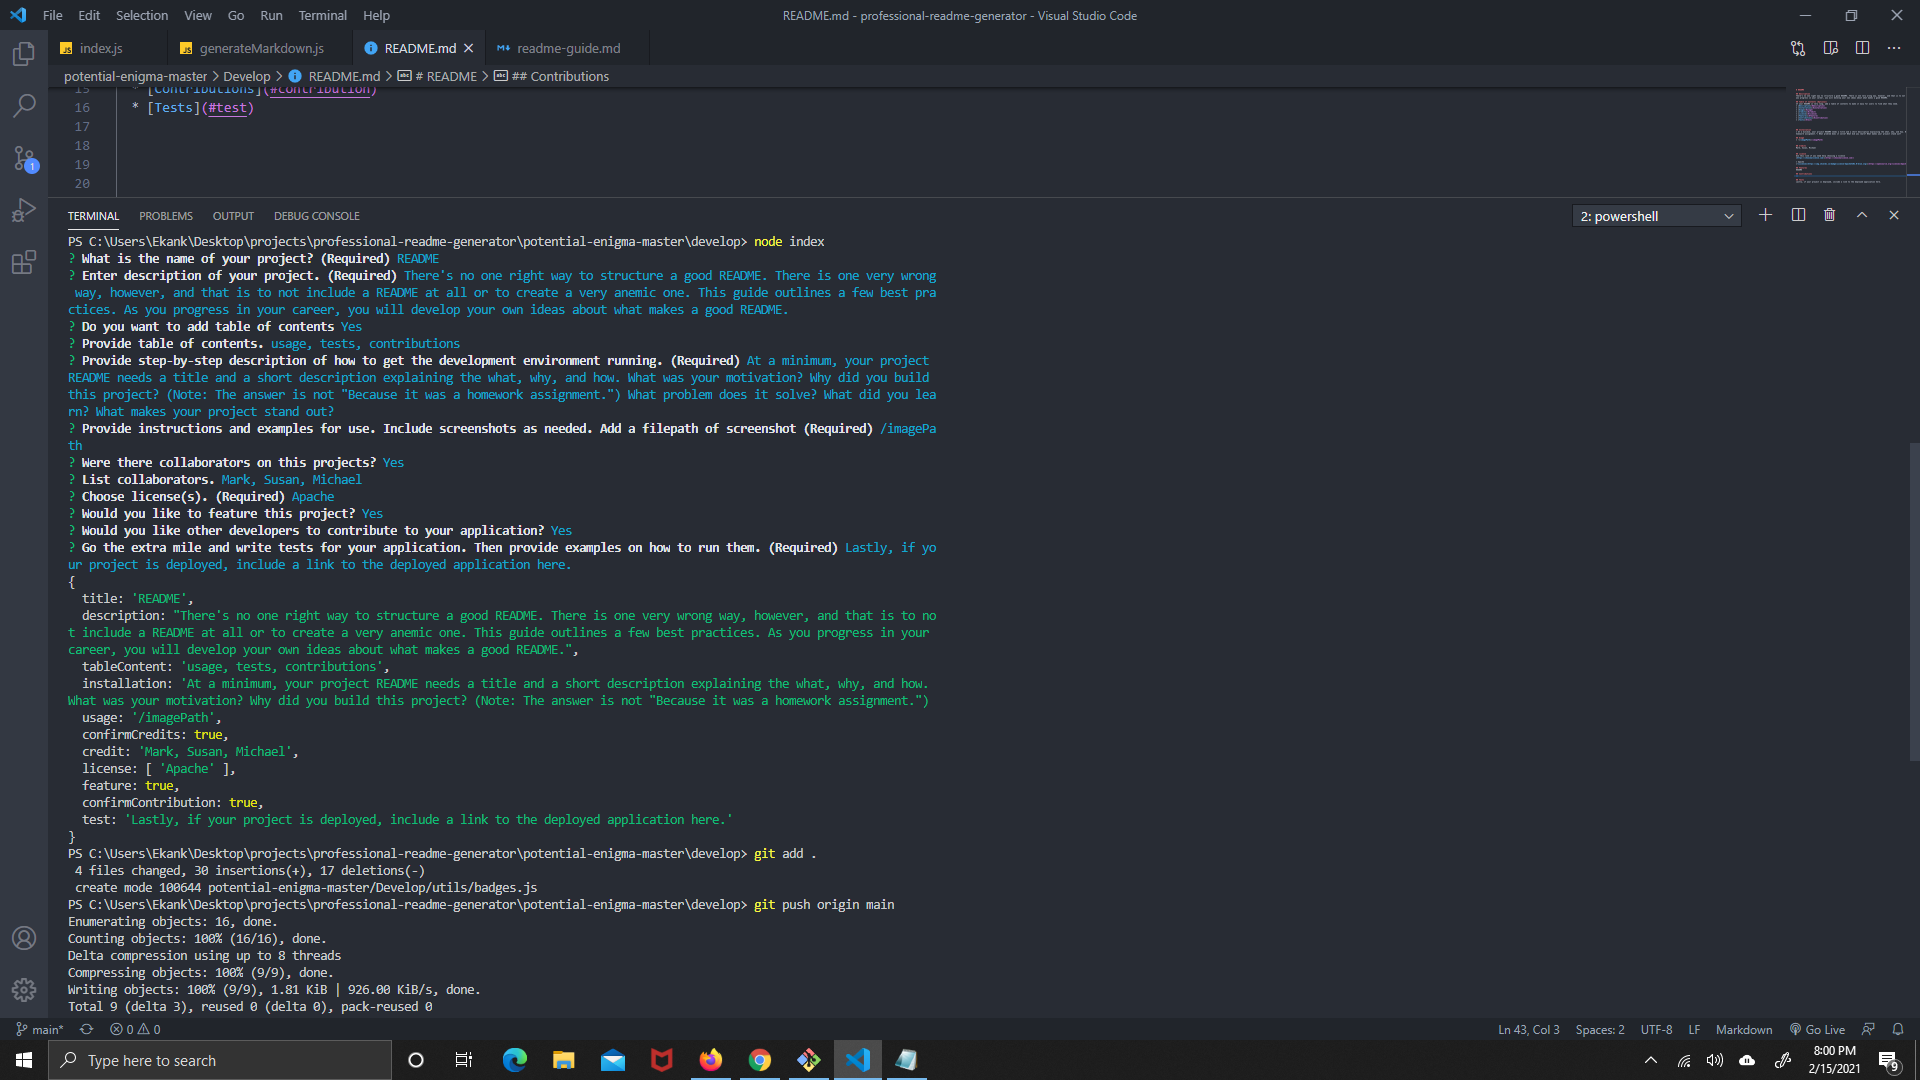 File Edit Selection View Go Run Terminal Help README.md - professional-readme-generator - Visual Studio Code
index.js generateMarkdown.js README.md readme-guide.md
potential-enigma-master > Develop > README.md > # README > ## Contributions
15 * [Contributions](#contribution)
16 * [Tests](#test)
17
18
19
20
1
TERMINAL PROBLEMS OUTPUT DEBUG CONSOLE 2: powershell
PS C:\Users\Ekank\Desktop\projects\professional-readme-generator\potential-enigma-master\develop> node index
? What is the name of your project? (Required) README
? Enter description of your project. (Required) There's no one right way to structure a good README. There is one very wrong
way, however, and that is to not include a README at all or to create a very anemic one. This guide outlines a few best pra
ctices. As you progress in your career, you will develop your own ideas about what makes a good README.
? Do you want to add table of contents Yes
? Provide table of contents. usage, tests, contributions
? Provide step-by-step description of how to get the development environment running. (Required) At a minimum, your project
README needs a title and a short description explaining the what, why, and how. What was your motivation? Why did you build
this project? (Note: The answer is not "Because it was a homework assignment.") What problem does it solve? What did you lea
rn? What makes your project stand out?
? Provide instructions and examples for use. Include screenshots as needed. Add a filepath of screenshot (Required) /imagePa
th
? Were there collaborators on this projects? Yes
? List collaborators. Mark, Susan, Michael
? Choose license(s). (Required) Apache
? Would you like to feature this project? Yes
? Would you like other developers to contribute to your application? Yes
? Go the extra mile and write tests for your application. Then provide examples on how to run them. (Required) Lastly, if yo
ur project is deployed, include a link to the deployed application here.
{
title: 'README',
description: "There's no one right way to structure a good README. There is one very wrong way, however, and that is to no
t include a README at all or to create a very anemic one. This guide outlines a few best practices. As you progress in your
career, you will develop your own ideas about what makes a good README.",
tableContent: 'usage, tests, contributions',
installation: 'At a minimum, your project README needs a title and a short description explaining the what, why, and how.
What was your motivation? Why did you build this project? (Note: The answer is not "Because it was a homework assignment.")
usage: '/imagePath',
confirmCredits: true,
credit: 'Mark, Susan, Michael',
license: [ 'Apache' ],
feature: true,
confirmContribution: true,
test: 'Lastly, if your project is deployed, include a link to the deployed application here.'
}
PS C:\Users\Ekank\Desktop\projects\professional-readme-generator\potential-enigma-master\develop> git add .
4 files changed, 30 insertions(+), 17 deletions(-)
create mode 100644 potential-enigma-master/Develop/utils/badges.js
PS C:\Users\Ekank\Desktop\projects\professional-readme-generator\potential-enigma-master\develop> git push origin main
Enumerating objects: 16, done.
Counting objects: 100% (16/16), done.
Delta compression using up to 8 threads
Compressing objects: 100% (9/9), done.
Writing objects: 100% (9/9), 1.81 KiB | 926.00 KiB/s, done.
Total 9 (delta 3), reused 0 (delta 0), pack-reused 0
main* 0 0 Ln 43, Col 3 Spaces: 2 UTF-8 LF Markdown Go Live
Type here to search
8:00 PM
2/15/2021
9